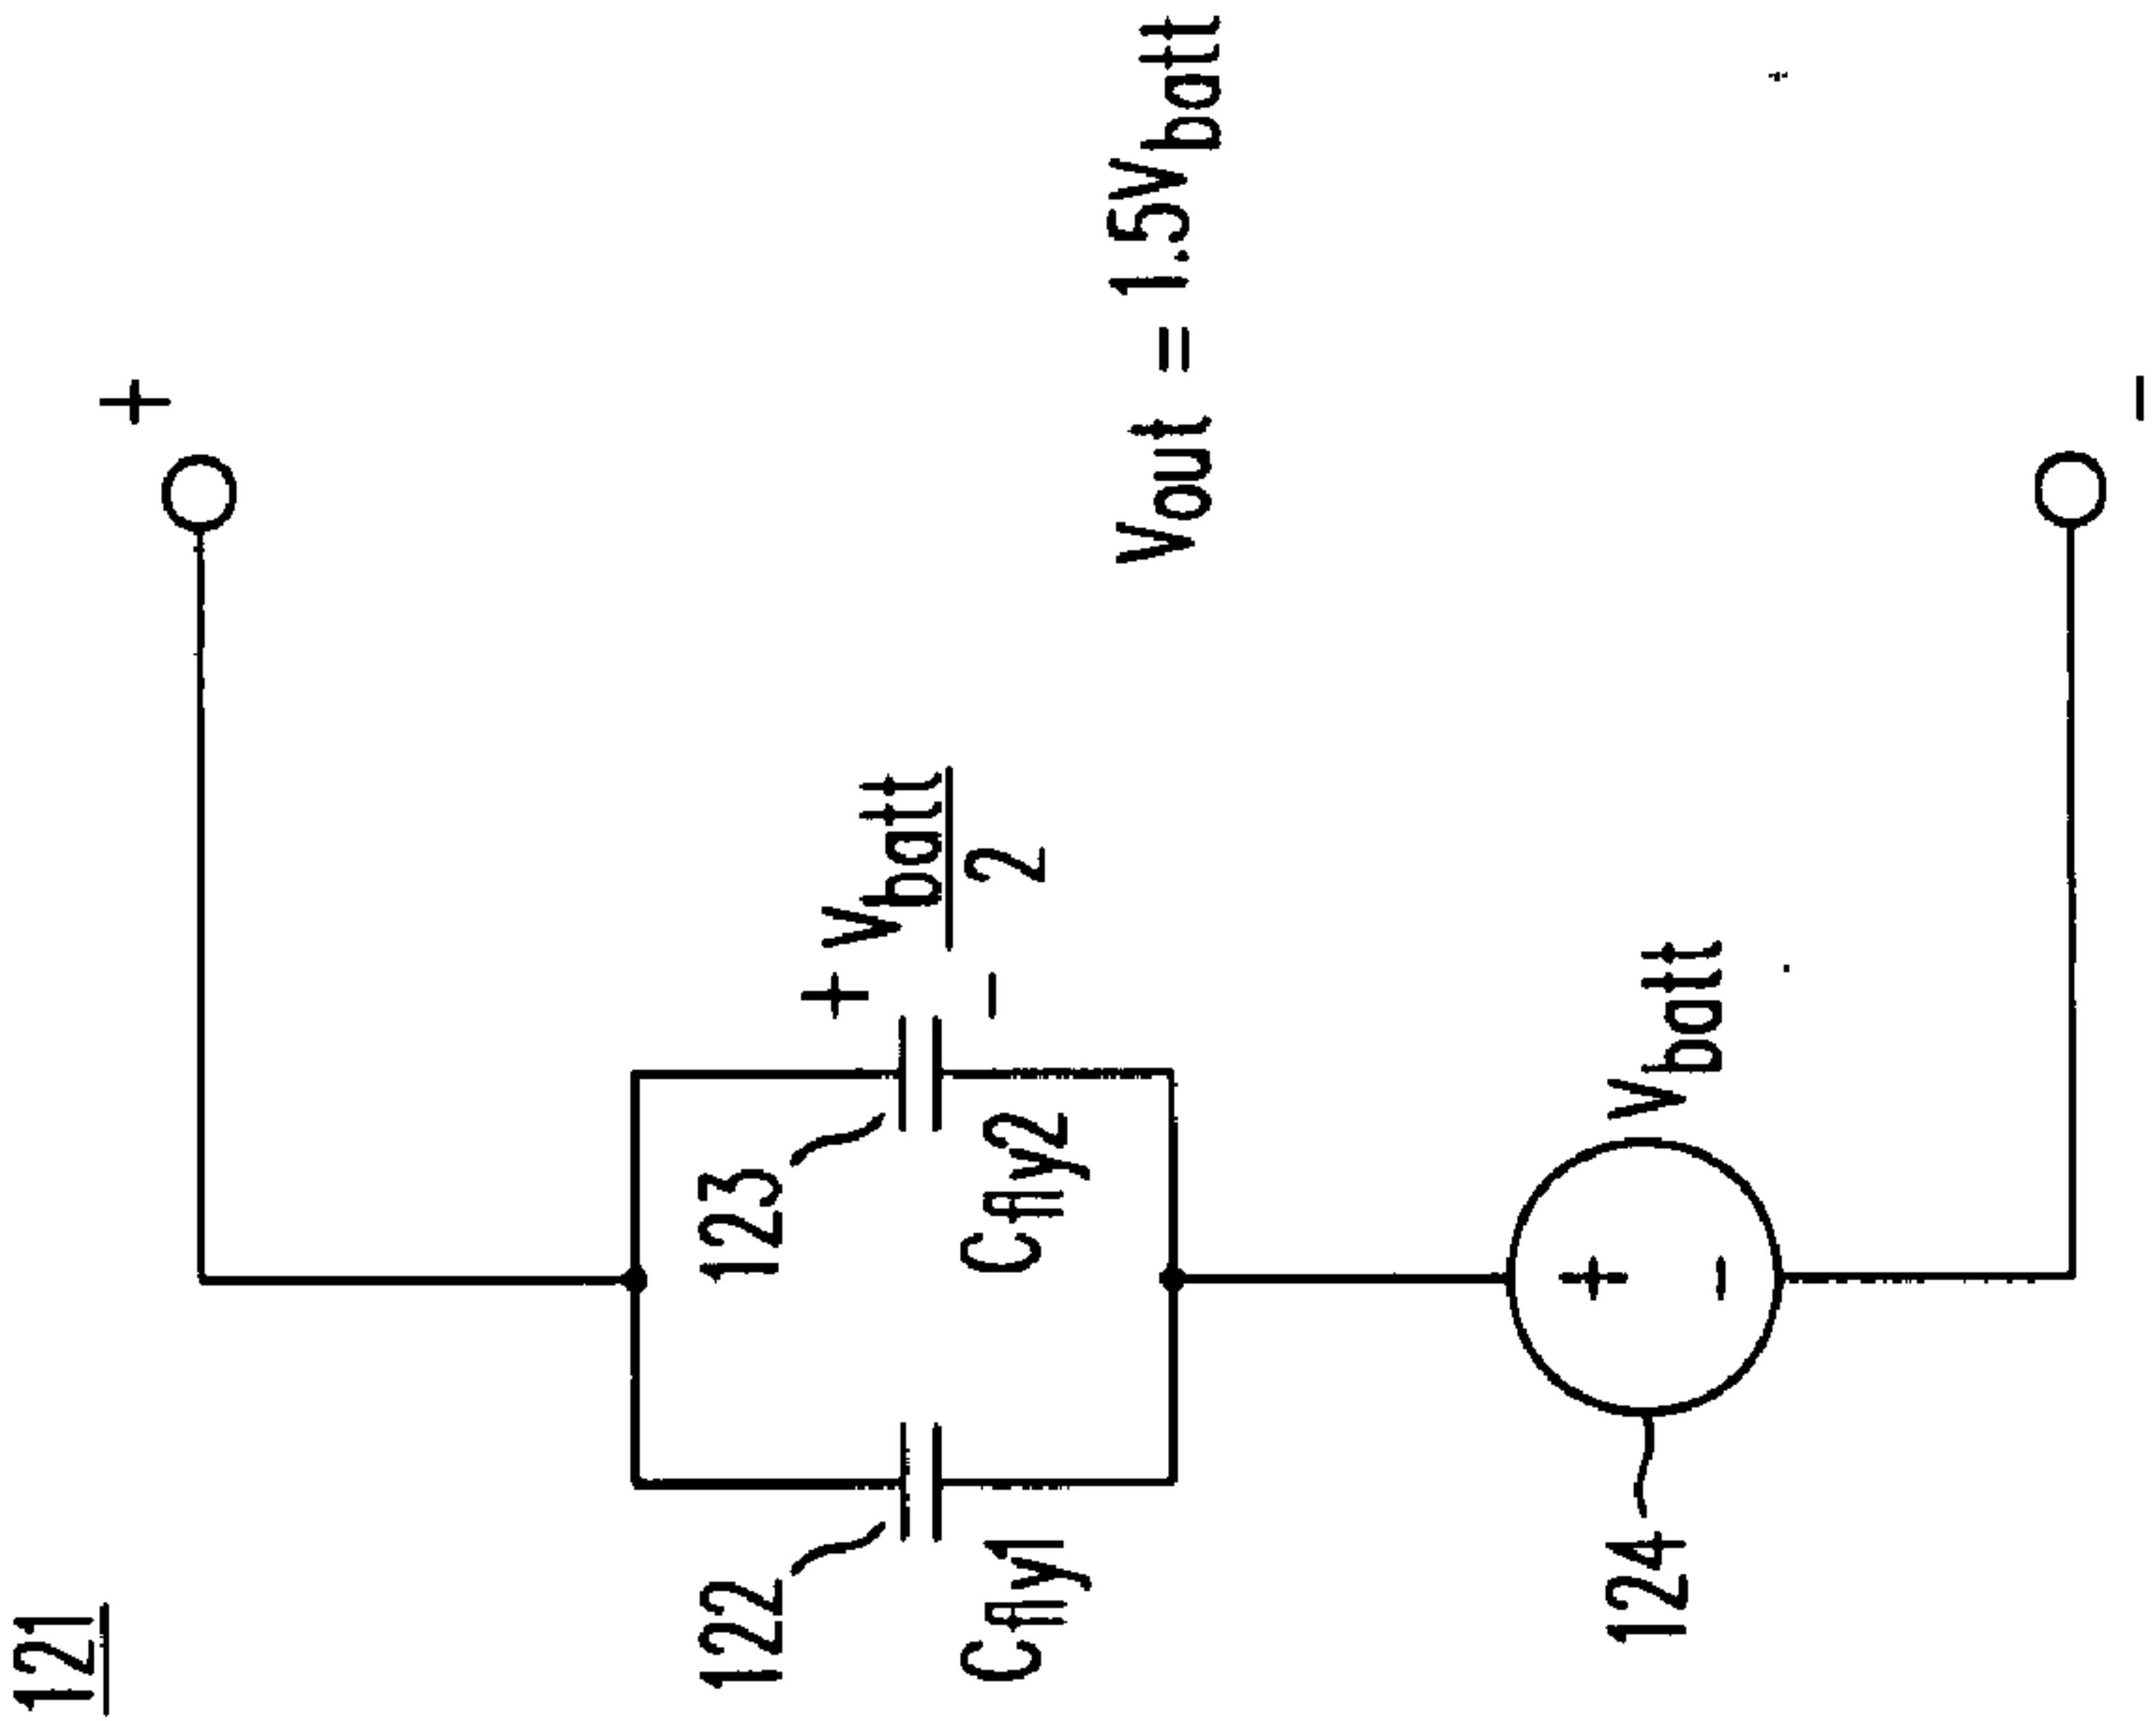 121
+
122
123
+ Vbatt
- 2
Cfly1
Cfly2
Vout = 1.5Vbatt
124
+
-
Vbatt
-